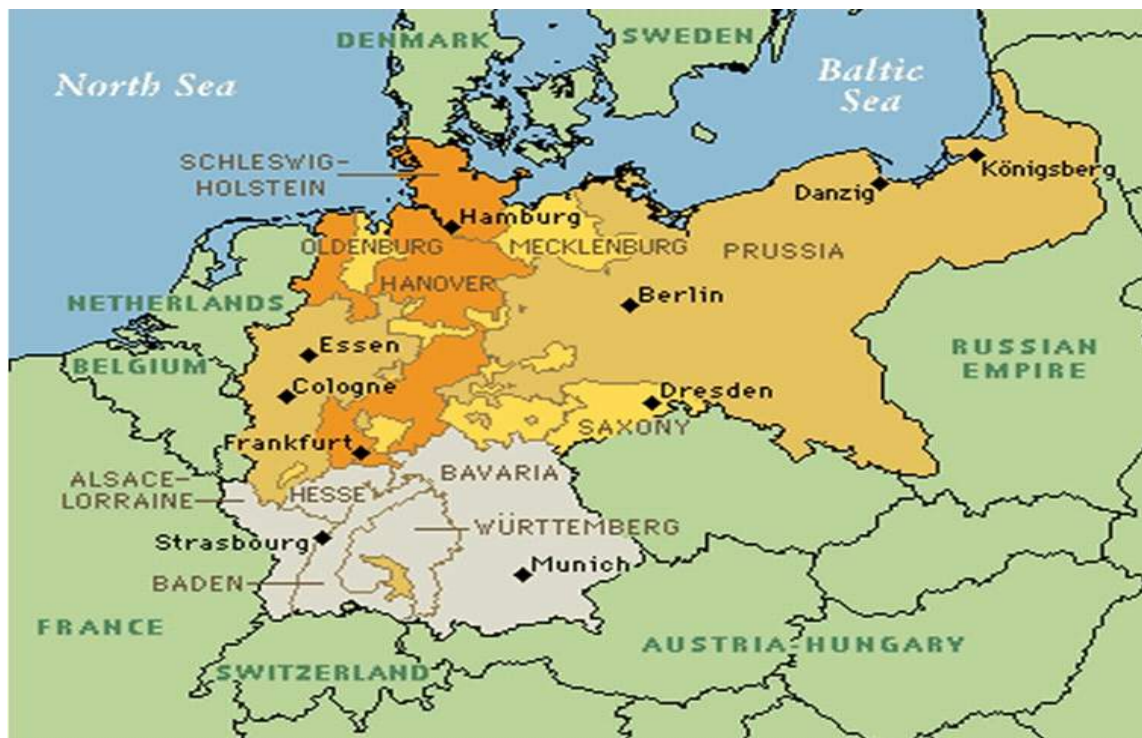 DENMARK
SWEDEN
North Sea
Baltic
Sea
SCHLESWIG-
HOLSTEIN
Königsberg
Danzig
Hamburg
OLDENBURG
MECKLENBURG
PRUSSIA
HANOVER
NETHERLANDS
Berlin
Essen
RUSSIAN
EMPIRE
BELGIUM
Cologne
Dresden
SAXONY
Frankfurt
ALSACE-
LORRAINE
HESSE
BAVARIA
WÜRTTEMBERG
Strasbourg
Munich
BADEN
FRANCE
SWITZERLAND
AUSTRIA-HUNGARY